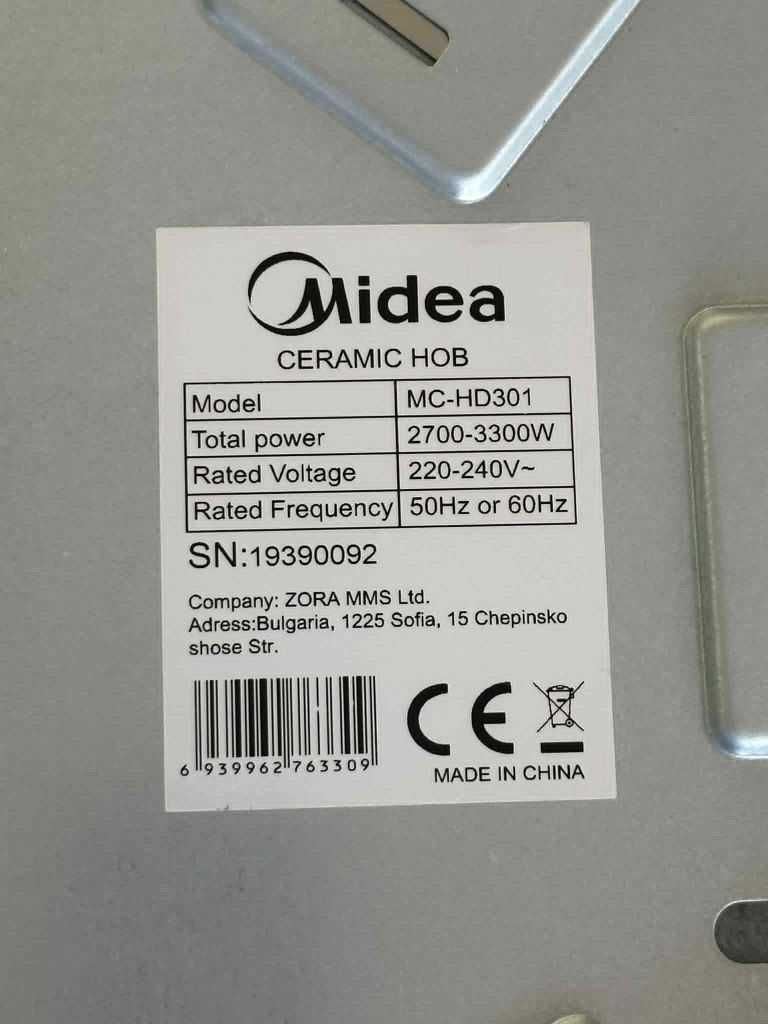 Midea
CERAMIC HOB
Model MC-HD301
Total power 2700-3300W
Rated Voltage 220-240V~
Rated Frequency 50Hz or 60Hz
SN:19390092
Company: ZORA MMS Ltd.
Adress:Bulgaria, 1225 Sofia, 15 Chepinsko
shose Str.
CE
6 939962 763309
MADE IN CHINA